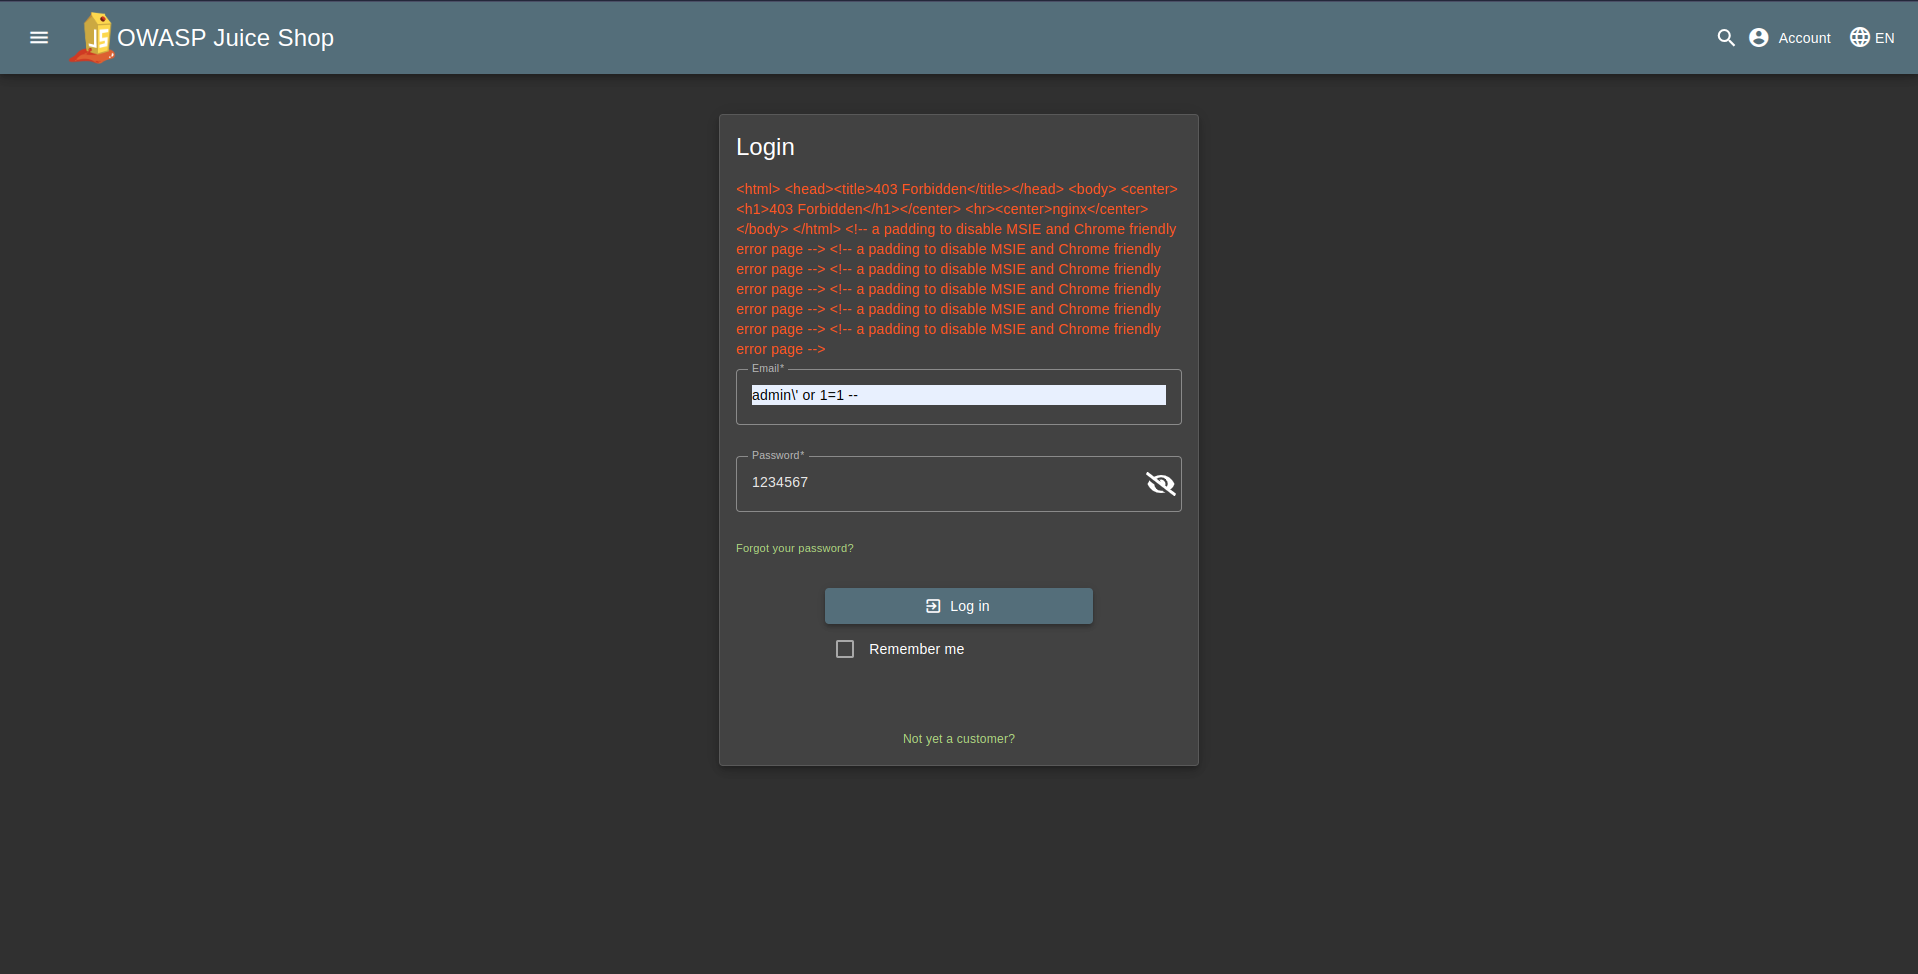 OWASP Juice Shop
Account
EN
Login
<html> <head><title>403 Forbidden</title></head> <body> <center>
<h1>403 Forbidden</h1></center> <hr><center>nginx</center>
</body> </html> <!-- a padding to disable MSIE and Chrome friendly
error page --> <!-- a padding to disable MSIE and Chrome friendly
error page --> <!-- a padding to disable MSIE and Chrome friendly
error page --> <!-- a padding to disable MSIE and Chrome friendly
error page --> <!-- a padding to disable MSIE and Chrome friendly
error page --> <!-- a padding to disable MSIE and Chrome friendly
error page -->
Email*
admin\' or 1=1 --
Password*
1234567
Forgot your password?
Log in
Remember me
Not yet a customer?